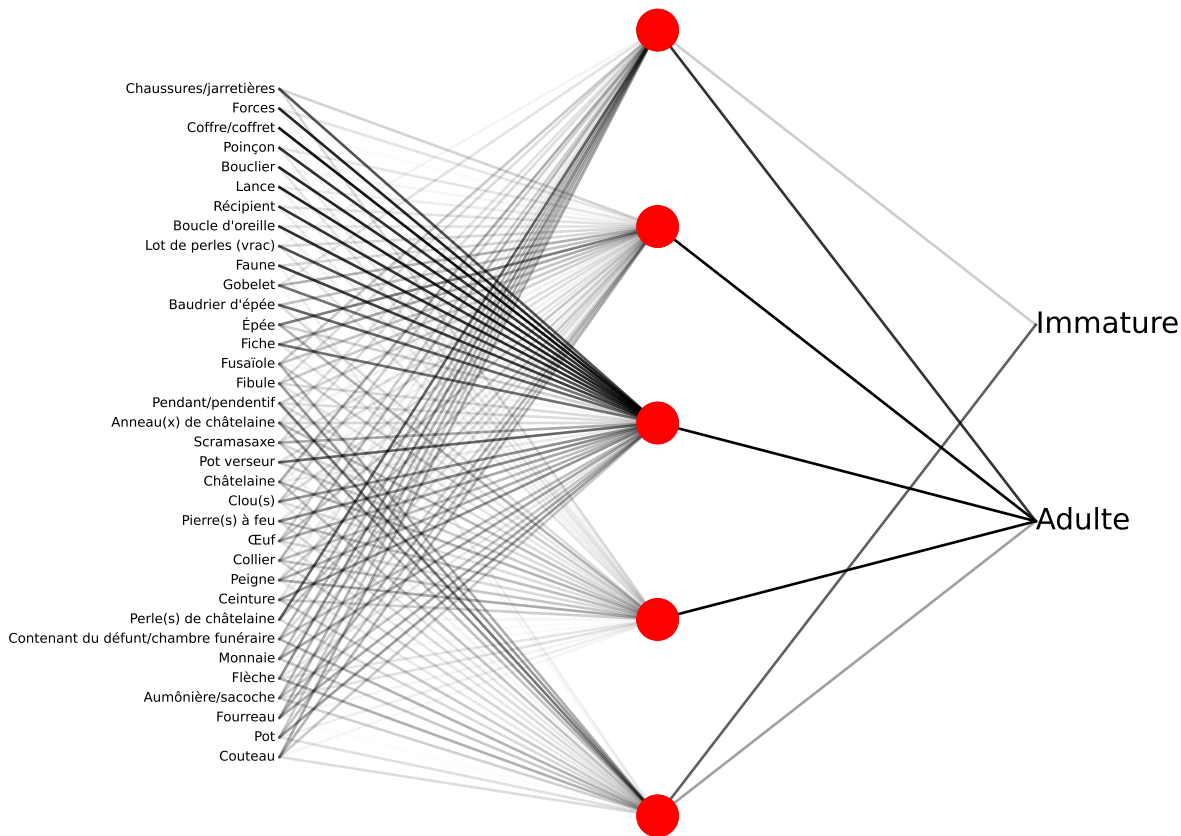 Chaussures/jarretières
Forces
Coffre/coffret
Poinçon
Bouclier
Lance
Récipient
Boucle d'oreille
Lot de perles (vrac)
Faune
Gobelet
Baudrier d'épée
Épée
Fiche
Fusaïole
Fibule
Pendant/pendentif
Anneau(x) de châtelaine
Scramasaxe
Pot verseur
Châtelaine
Clou(s)
Pierre(s) à feu
Œuf
Collier
Peigne
Ceinture
Perle(s) de châtelaine
Contenant du défunt/chambre funéraire
Monnaie
Flèche
Aumônière/sacoche
Fourreau
Pot
Couteau
Immature
Adulte